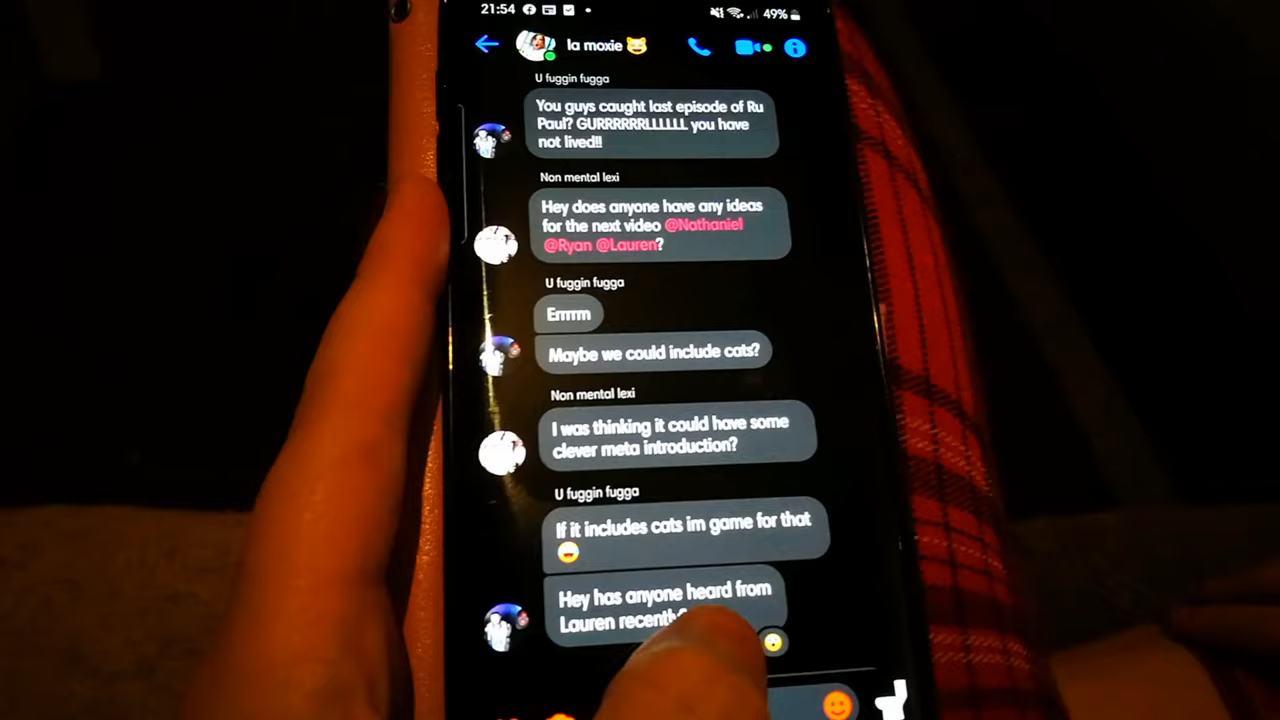 21:54
49%
la moxie
U fuggin fugga
You guys caught last episode of Ru
Paul? GURRRRRLLLLLL you have
not lived!!
Non mental lexi
Hey does anyone have any ideas
for the next video @Nathaniel
@Ryan @Lauren?
U fuggin fugga
Errrrm
Maybe we could include cats?
Non mental lexi
I was thinking it could have some
clever meta introduction?
U fuggin fugga
If it includes cats im game for that
Hey has anyone heard from
Lauren recently?